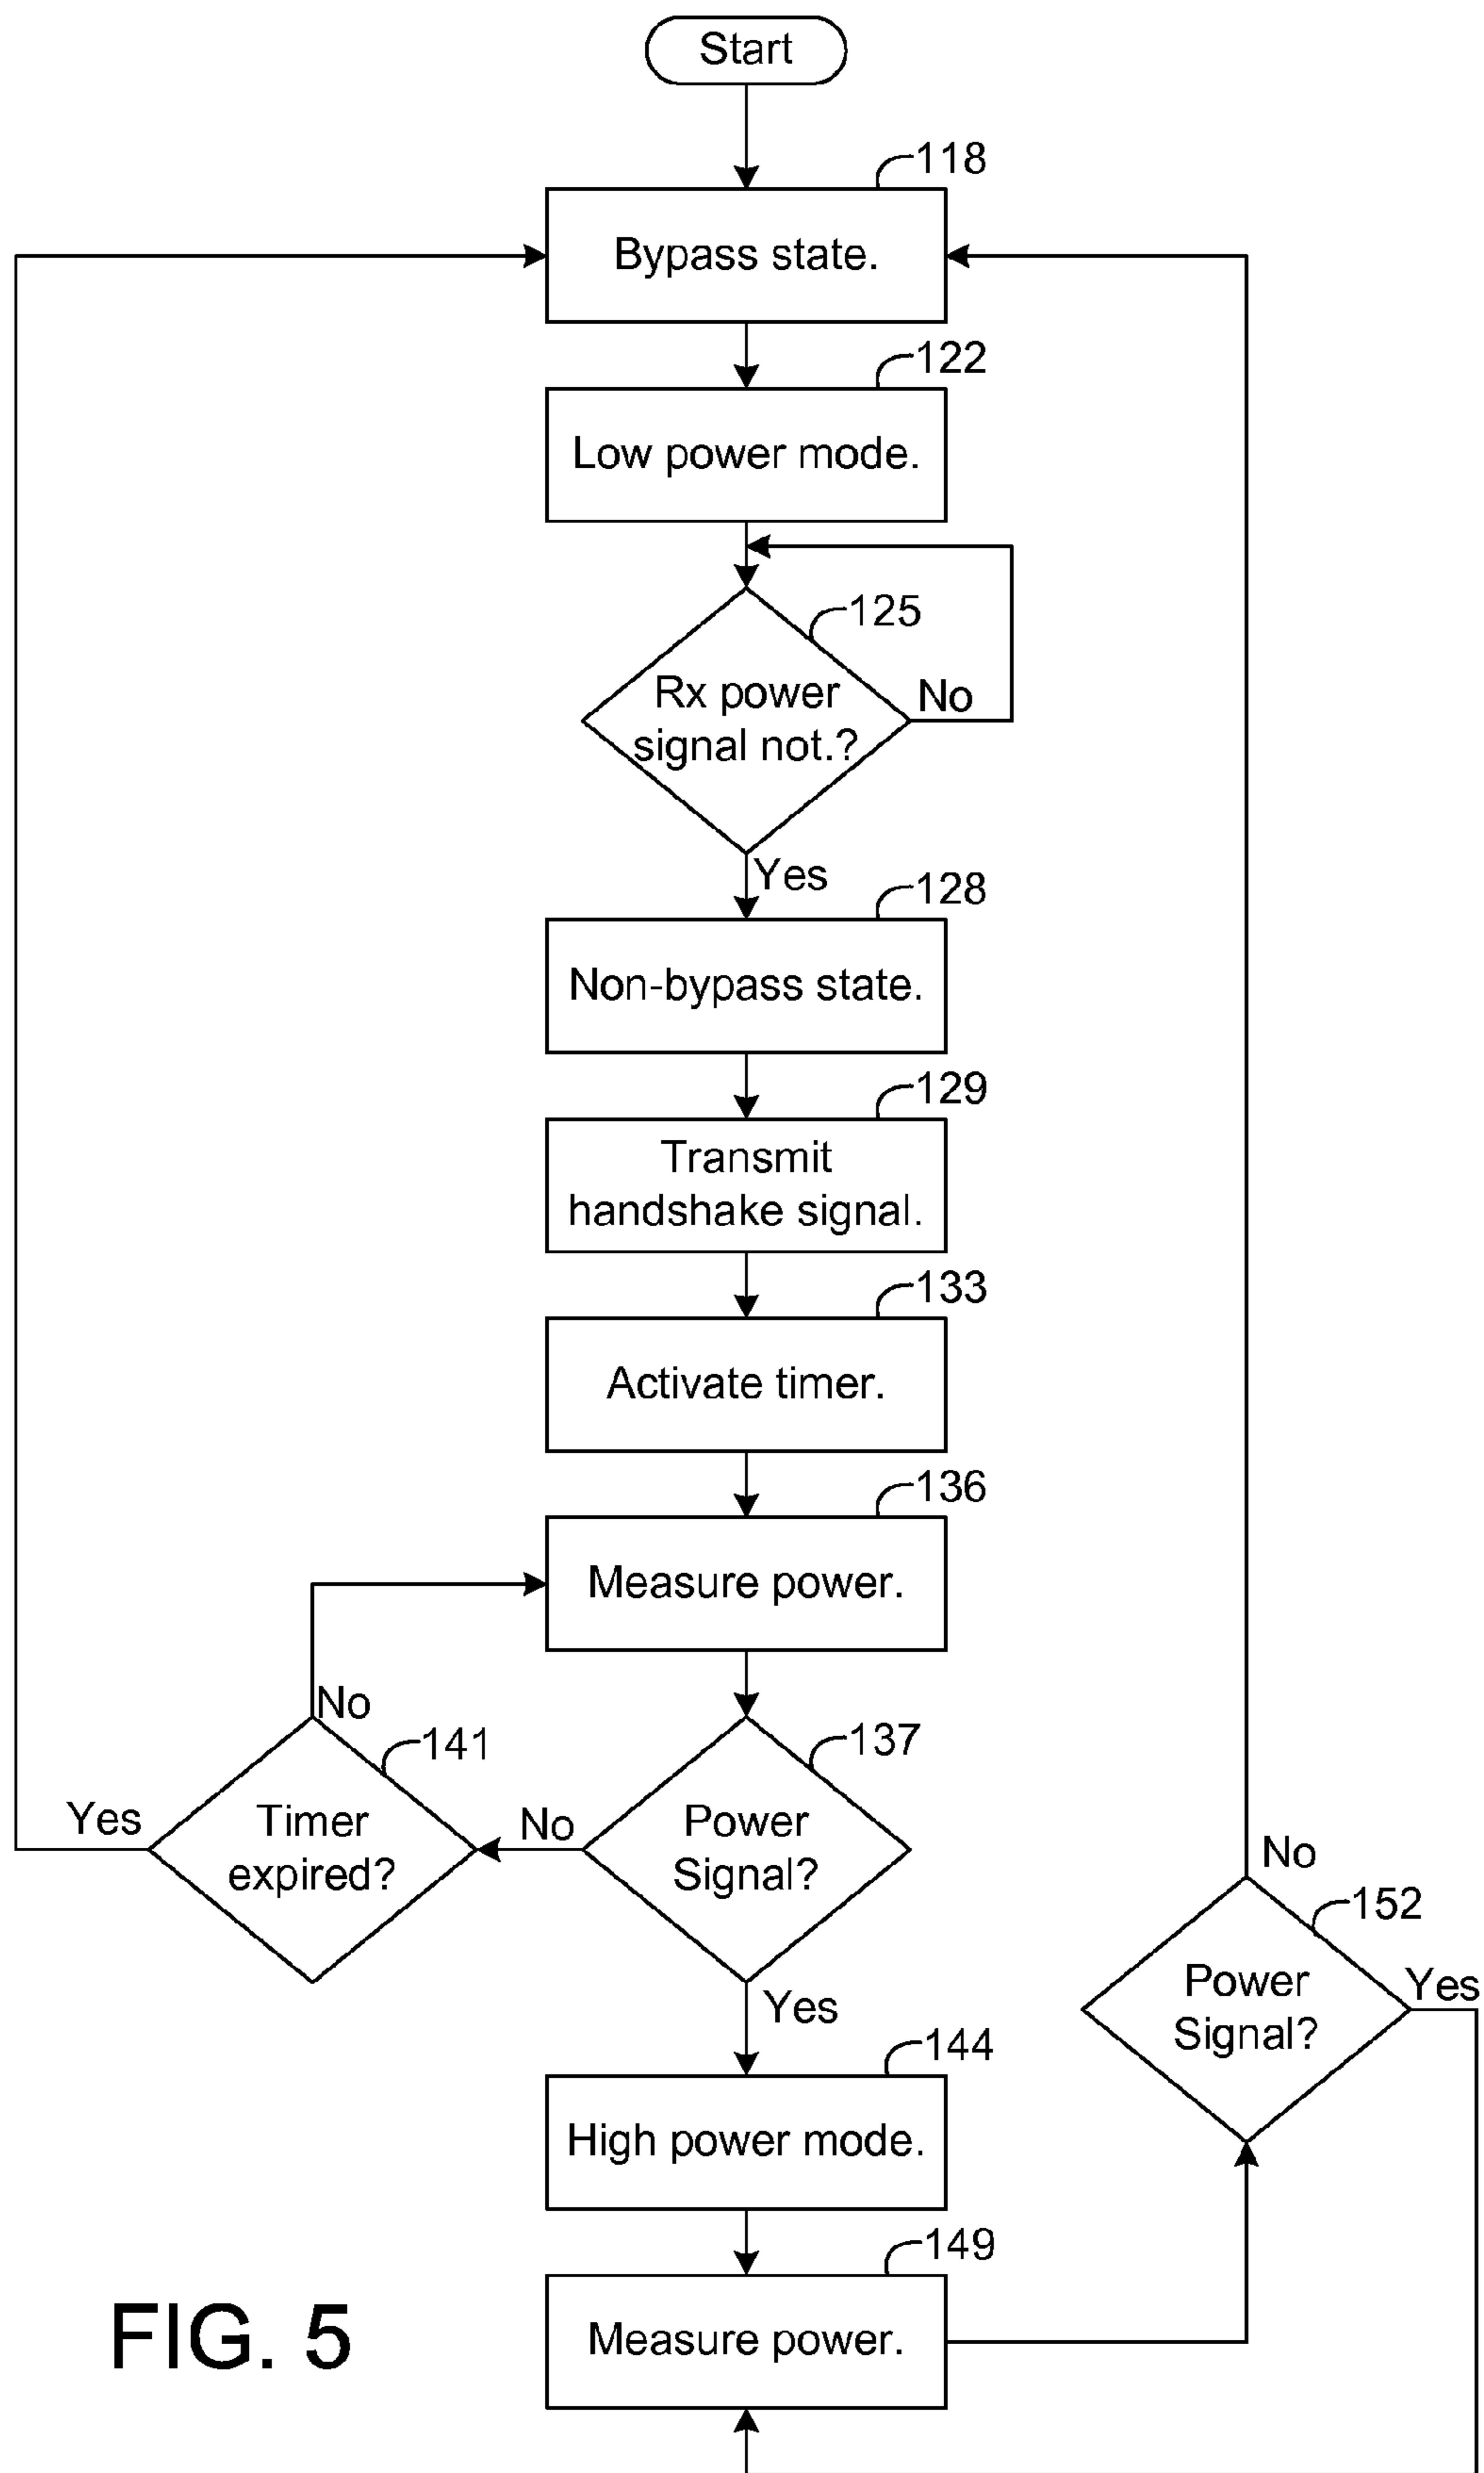 Start
118
Bypass state.
122
Low power mode.
125
Rx power
signal not.?
No
Yes
128
Non-bypass state.
129
Transmit
handshake signal.
133
Activate timer.
136
Measure power.
No
141
Timer
expired?
Yes
No
137
Power
Signal?
Yes
No
152
Power
Signal?
Yes
144
High power mode.
149
Measure power.
FIG. 5